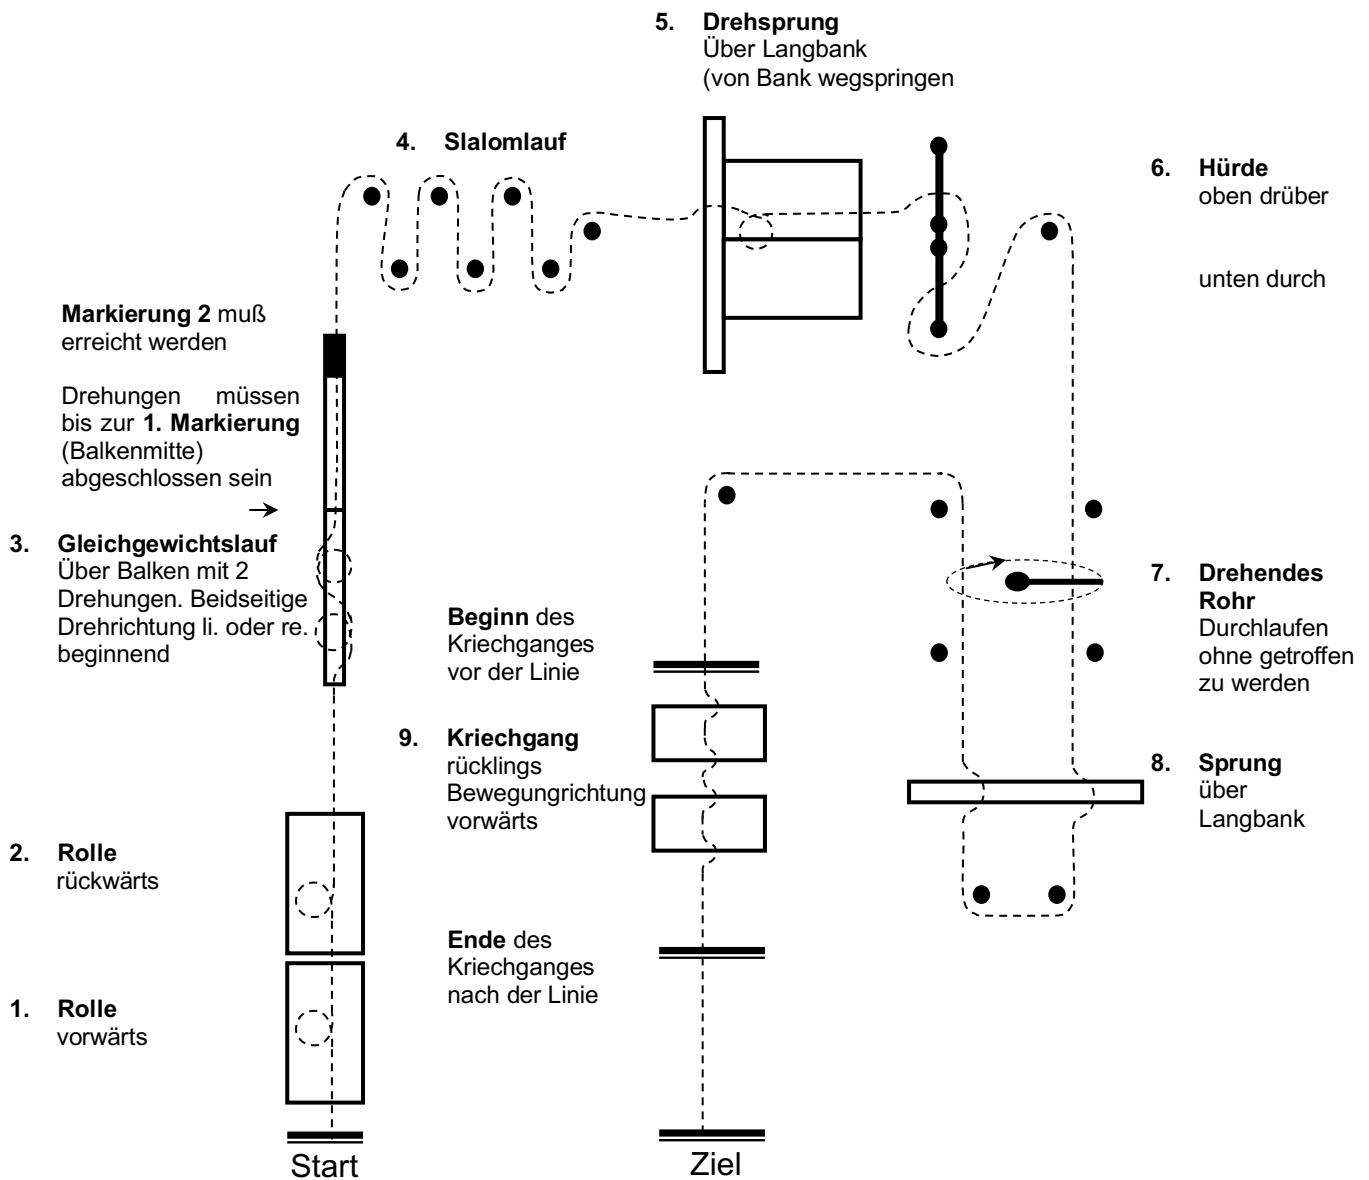 5. Drehsprung
Über Langbank
(von Bank wegspringen
4. Slalomlauf
6. Hürde
oben drüber
unten durch
Markierung 2 muß
erreicht werden
Drehungen müssen
bis zur 1. Markierung
(Balkenmitte)
abgeschlossen sein
3. Gleichgewichtslauf
Über Balken mit 2
Drehungen. Beidseitige
Drehrichtung li. oder re.
beginnend
7. Drehendes
Rohr
Durchlaufen
ohne getroffen
zu werden
Beginn des
Kriechganges
vor der Linie
9. Kriechgang
rücklings
Bewegungrichtung
vorwärts
8. Sprung
über
Langbank
2. Rolle
rückwärts
Ende des
Kriechganges
nach der Linie
1. Rolle
vorwärts
Start
Ziel